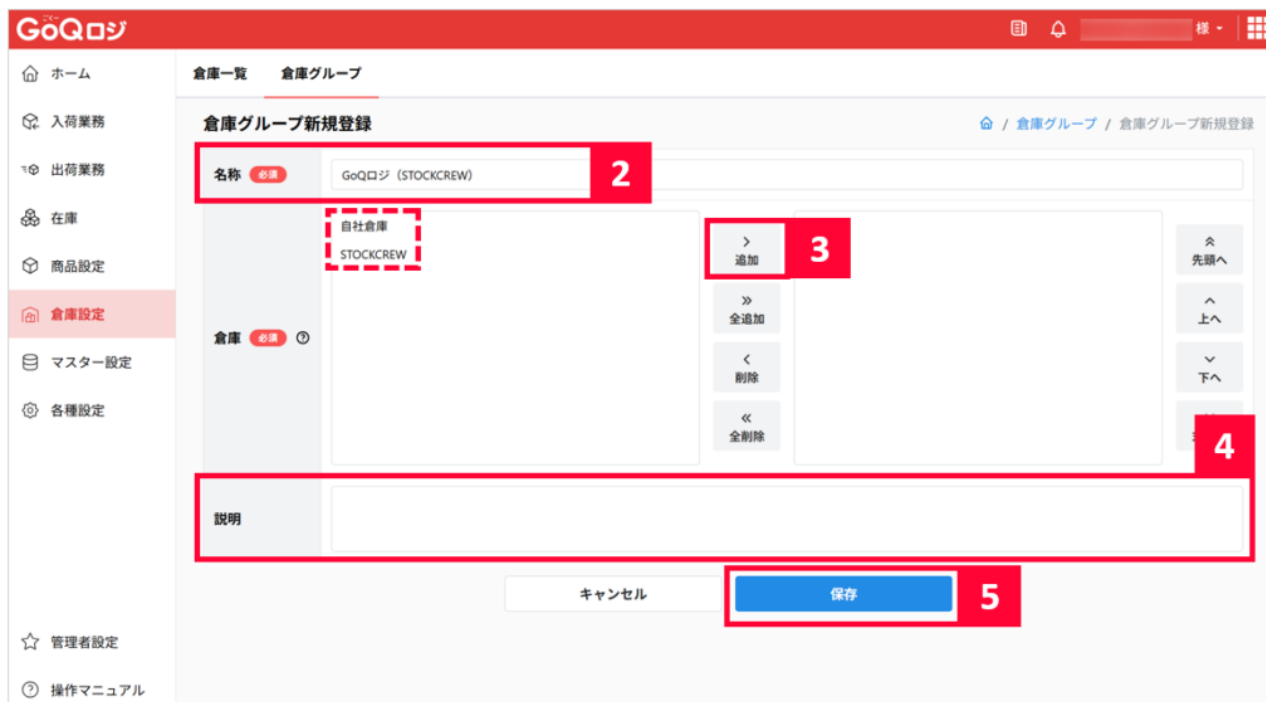 GoQロジ
ごくー
様
ホーム
入荷業務
出荷業務
在庫
商品設定
倉庫設定
マスター設定
各種設定
管理者設定
操作マニュアル
倉庫一覧 倉庫グループ
倉庫グループ新規登録
/ 倉庫グループ / 倉庫グループ新規登録
名称 必須 GoQロジ（STOCKCREW） 2
倉庫 必須
自社倉庫
STOCKCREW
追加 3
全追加
削除
全削除
先頭へ
上へ
下へ
4
説明
キャンセル 保存 5